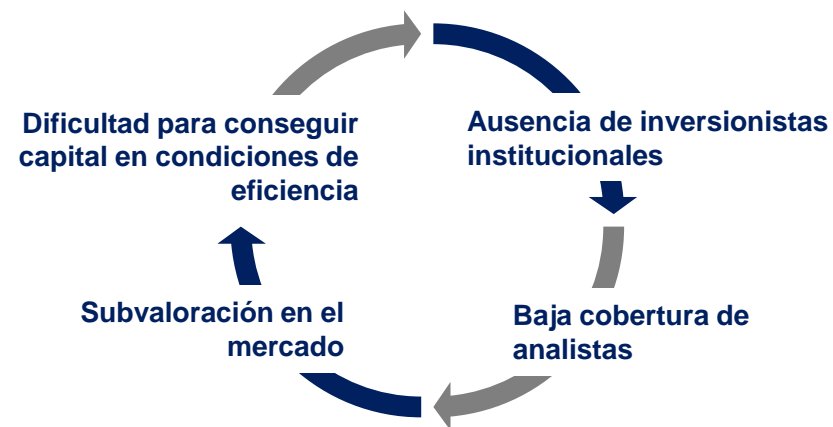 Dificultad para conseguir
capital en condiciones de
eficiencia
Ausencia de inversionistas
institucionales
Subvaloración en el
mercado
Baja cobertura de
analistas